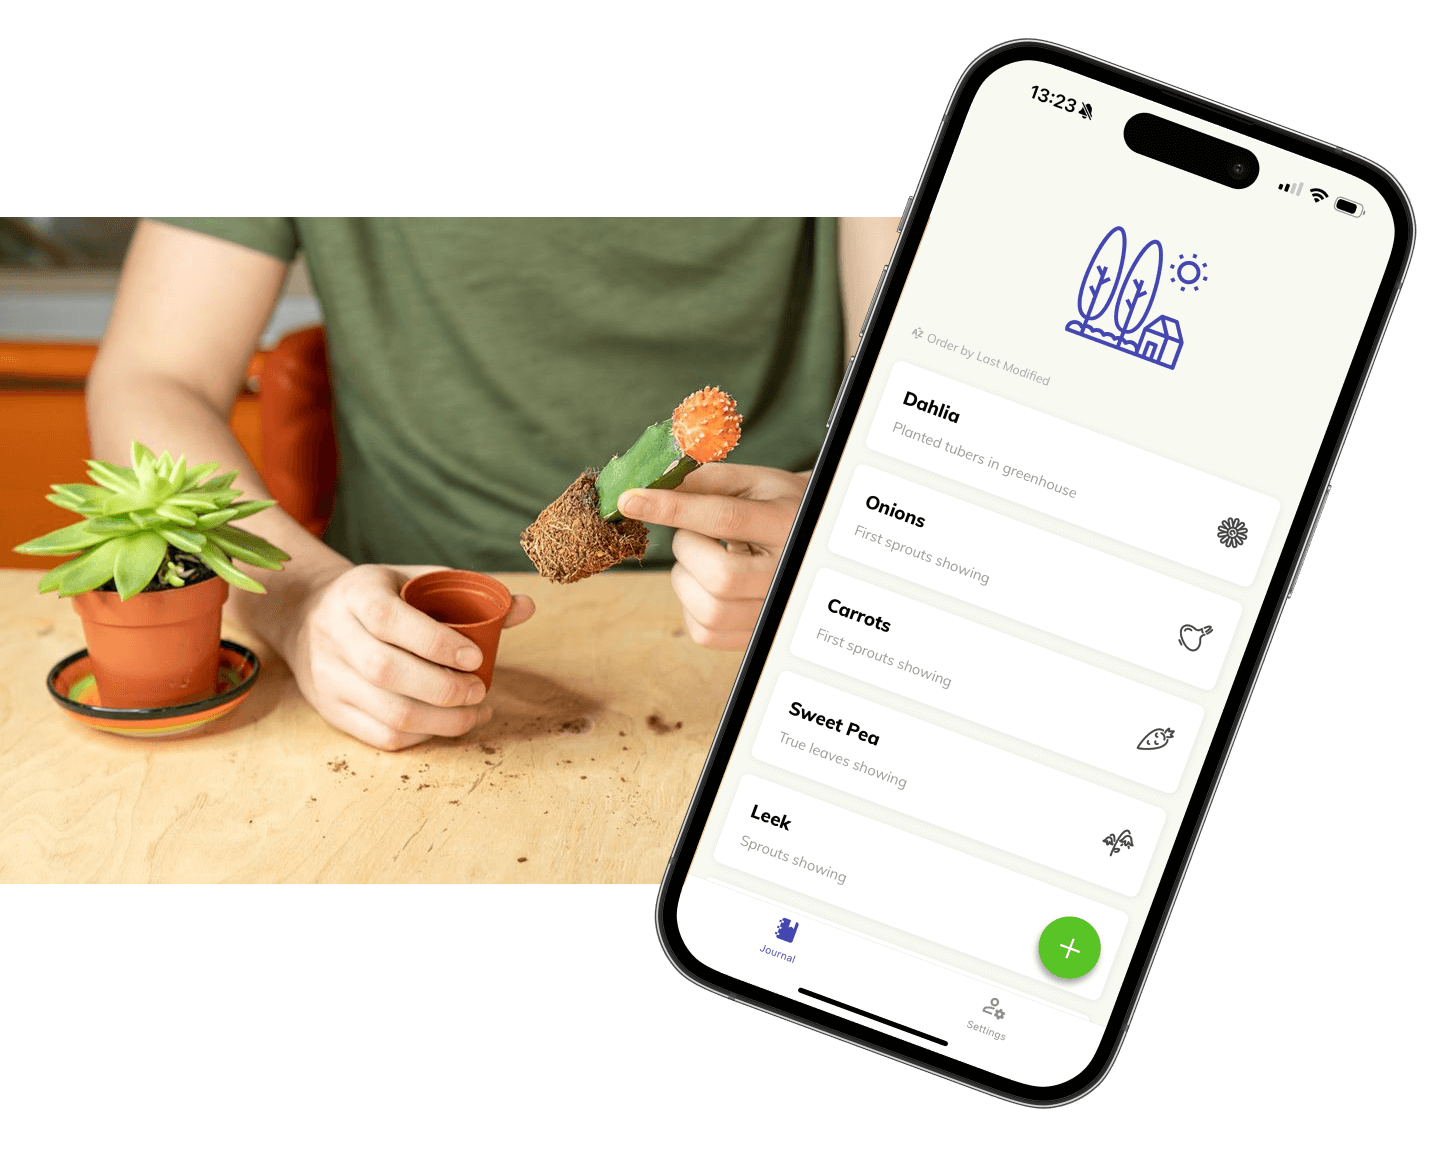 13:23
Order by Last Modified
Dahlia
Planted tubers in greenhouse
Onions
First sprouts showing
Carrots
First sprouts showing
Sweet Pea
True leaves showing
Leek
Sprouts showing
Journal
Settings